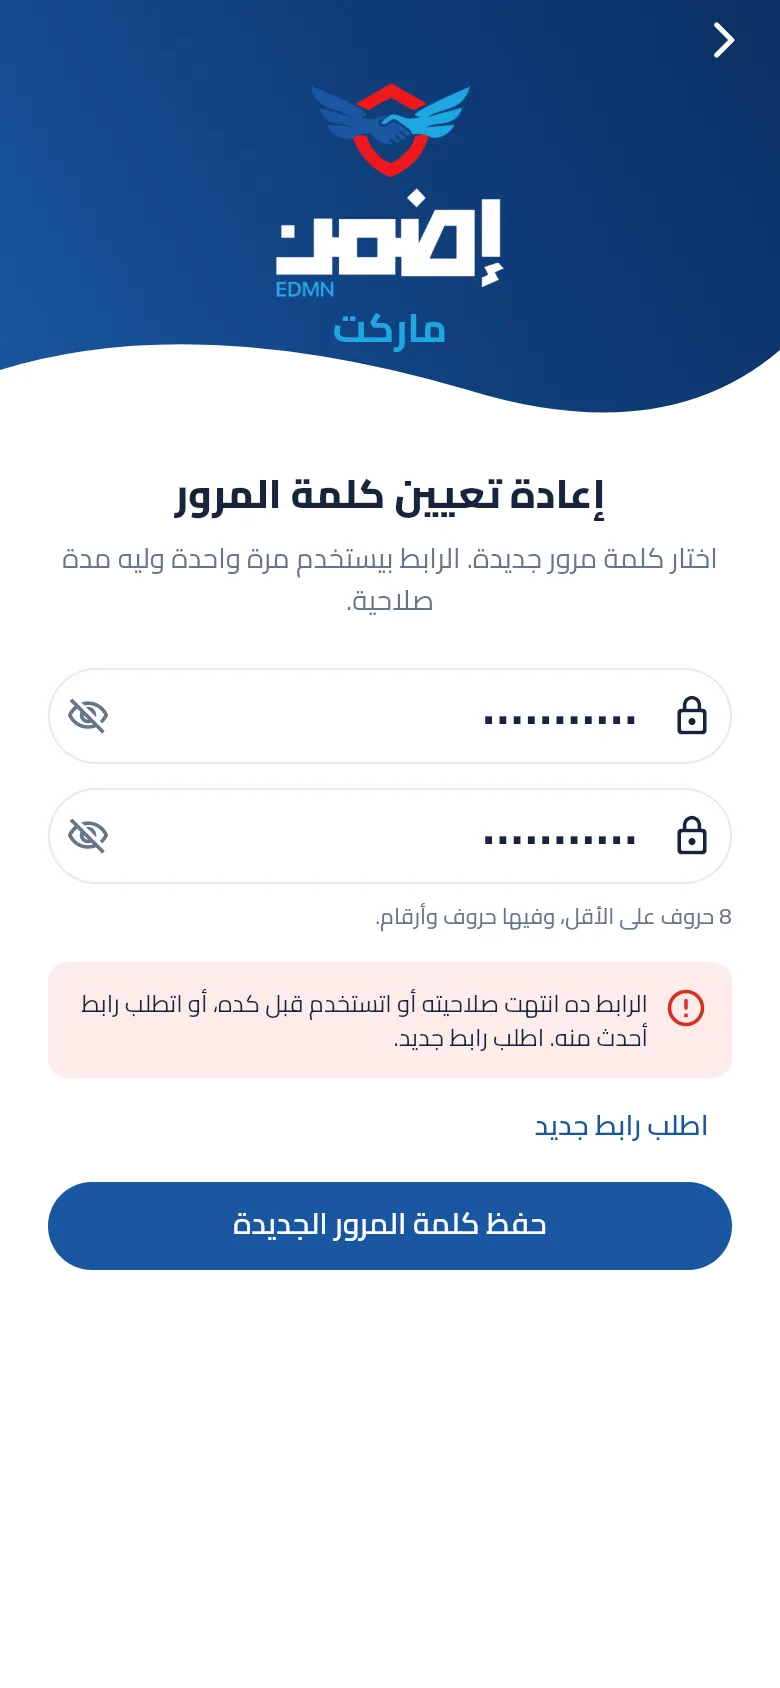 إضمن
EDMN
ماركت
إعادة تعيين كلمة المرور
اختار كلمة مرور جديدة. الرابط بيستخدم مرة واحدة وليه مدة
صلاحية.
...........
...........
8 حروف على الأقل، وفيها حروف وأرقام.
الرابط ده انتهت صلاحيته أو اتستخدم قبل كده، أو اتطلب رابط
أحدث منه. اطلب رابط جديد.
اطلب رابط جديد
حفظ كلمة المرور الجديدة